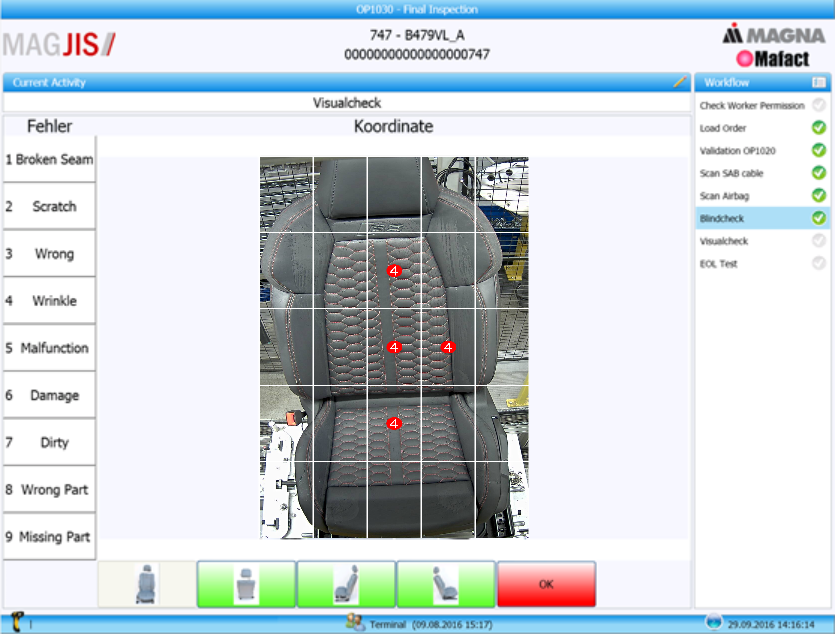 OP1030 - Final Inspection
MAGJIS//
747 - B479VL_A
00000000000000000747
MAGNA
Mafact
Current Activity
Workflow
Visualcheck
Fehler
Koordinate
1 Broken Seam
2 Scratch
3 Wrong
4 Wrinkle
5 Malfunction
6 Damage
7 Dirty
8 Wrong Part
9 Missing Part
4
4 4
4
Check Worker Permission
Load Order
Validation OP1020
Scan SAB cable
Scan Airbag
Blindcheck
Visualcheck
EOL Test
OK
Terminal (09.08.2016 15:17)
29.09.2016 14:16:14